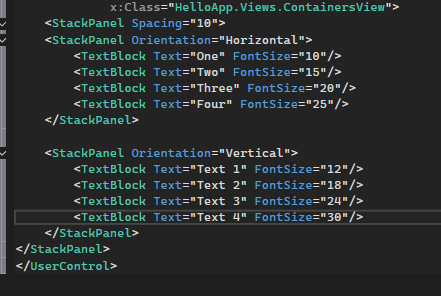 x:Class="HelloApp.Views.ContainersView">
<StackPanel Spacing="10">
<StackPanel Orientation="Horizontal">
<TextBlock Text="One" FontSize="10"/>
<TextBlock Text="Two" FontSize="15"/>
<TextBlock Text="Three" FontSize="20"/>
<TextBlock Text="Four" FontSize="25"/>
</StackPanel>
<StackPanel Orientation="Vertical">
<TextBlock Text="Text 1" FontSize="12"/>
<TextBlock Text="Text 2" FontSize="18"/>
<TextBlock Text="Text 3" FontSize="24"/>
<TextBlock Text="Text 4" FontSize="30"/>
</StackPanel>
</StackPanel>
</UserControl>